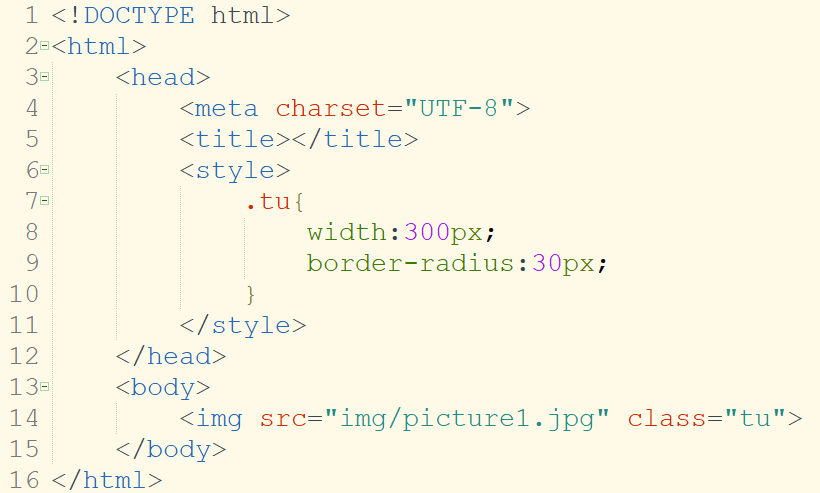 1 <!DOCTYPE html>
2 <html>
3     <head>
4         <meta charset="UTF-8">
5         <title></title>
6         <style>
7             .tu{
8                 width:300px;
9                 border-radius:30px;
10             }
11         </style>
12     </head>
13     <body>
14         <img src="img/picture1.jpg" class="tu">
15     </body>
16 </html>